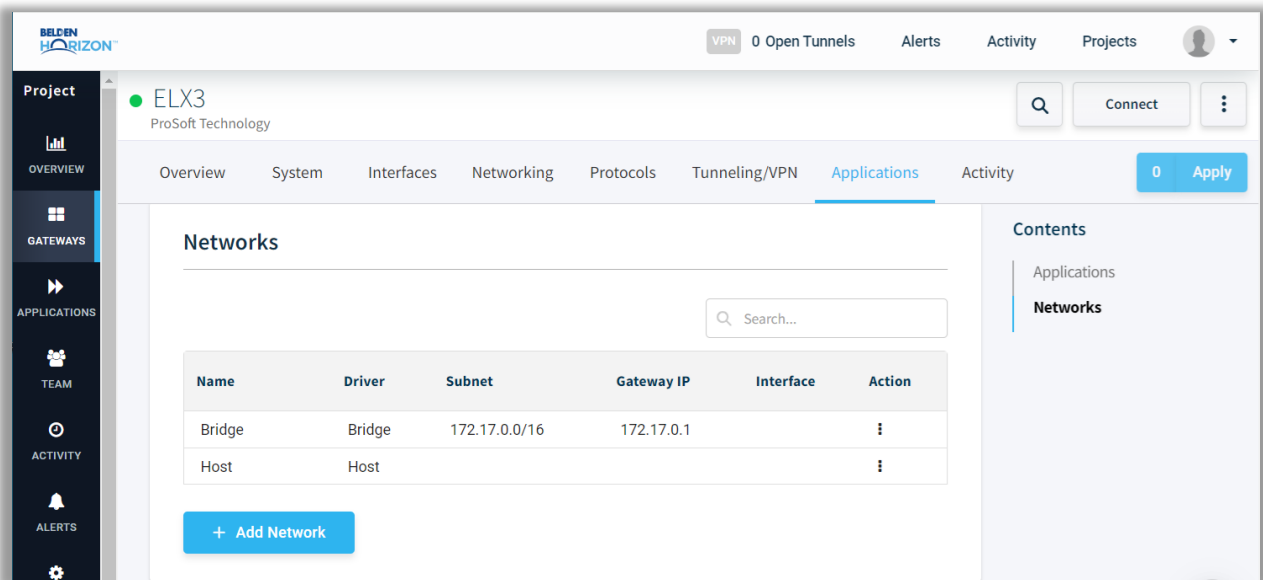 BELDEN
HORIZON™
VPN 0 Open Tunnels Alerts Activity Projects
Project
OVERVIEW
GATEWAYS
APPLICATIONS
TEAM
ACTIVITY
ALERTS
ELX3
ProSoft Technology
Connect
Overview System Interfaces Networking Protocols Tunneling/VPN Applications Activity
0 Apply
Networks
Search...
Name Driver Subnet Gateway IP Interface Action
Bridge Bridge 172.17.0.0/16 172.17.0.1
Host Host
+ Add Network
Contents
Applications
Networks